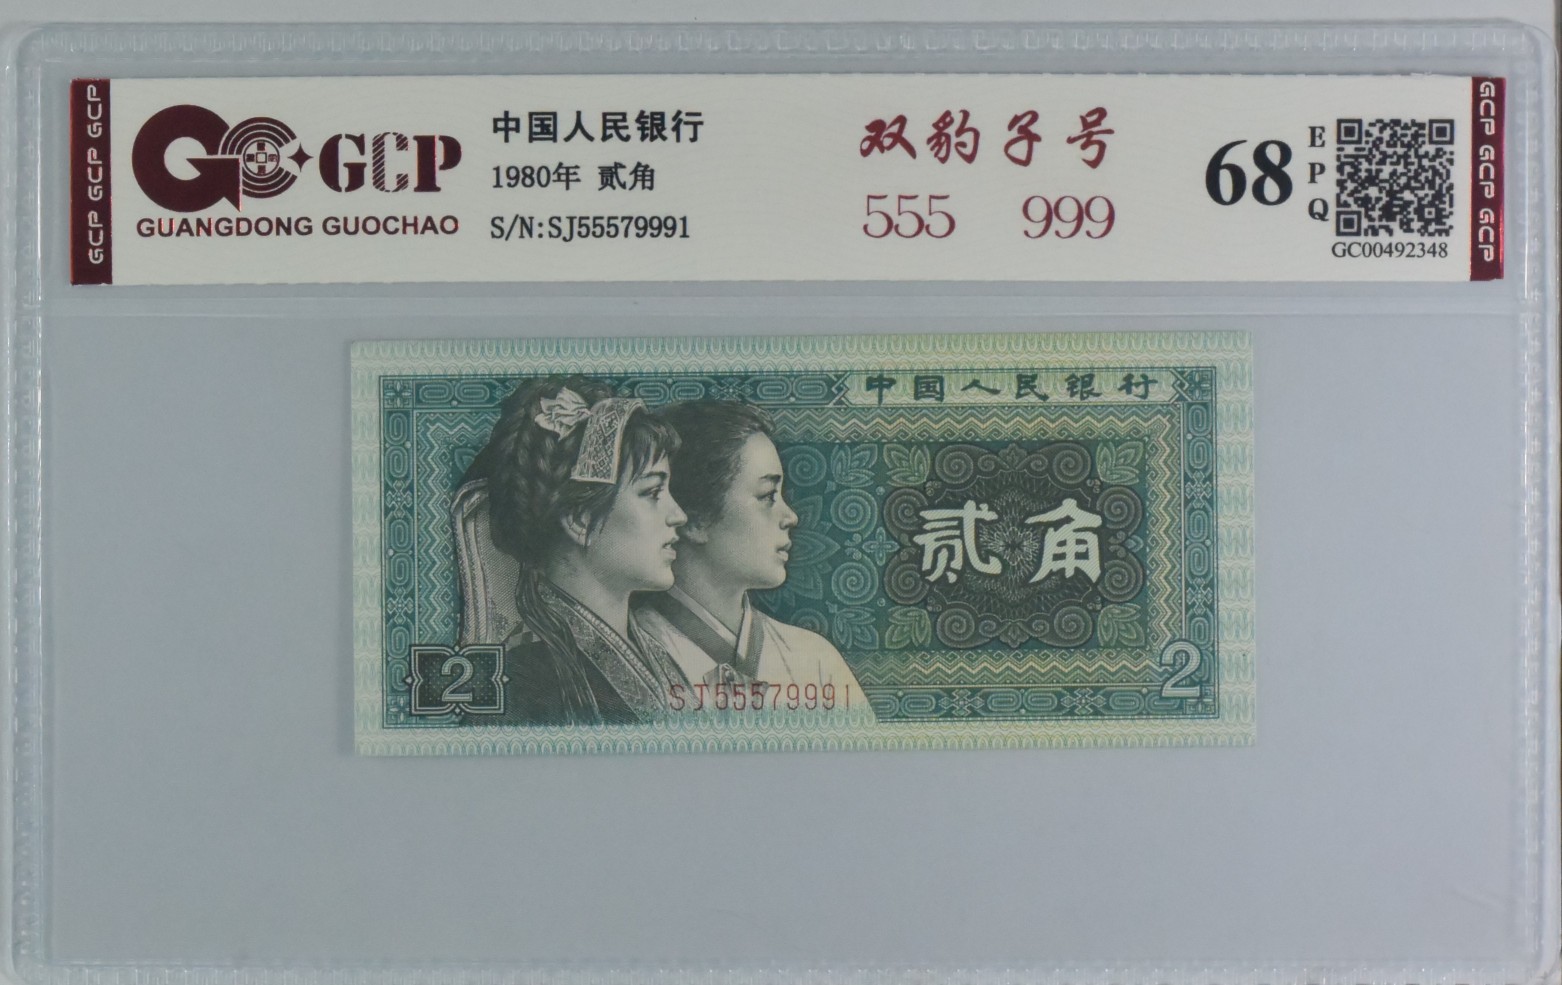 GCP GCP GCP
GCP
GUANGDONG GUOCHAO
中国人民银行
1980年 贰角
S/N:SJ55579991
双豹子号
555 999
68
EPQ
GC00492348
GCP GCP GCP
中国人民银行
贰角
2
2
SJ55579991